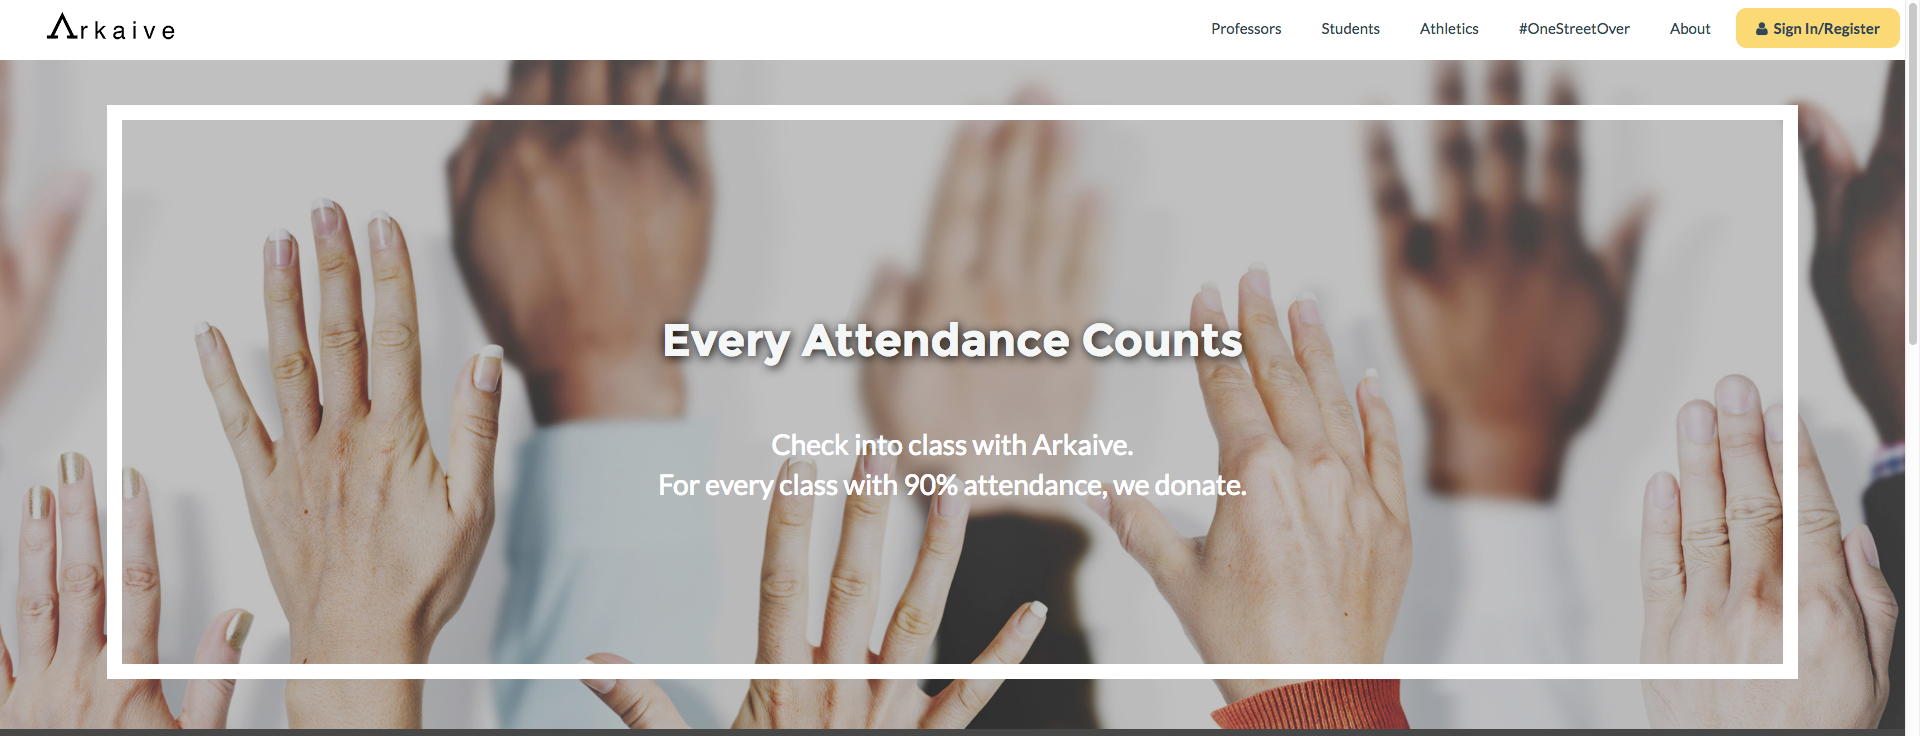 Arkaive
Professors
Students
Athletics
#OneStreetOver
About
Sign In/Register
Every Attendance Counts
Check into class with Arkaive.
For every class with 90% attendance, we donate.